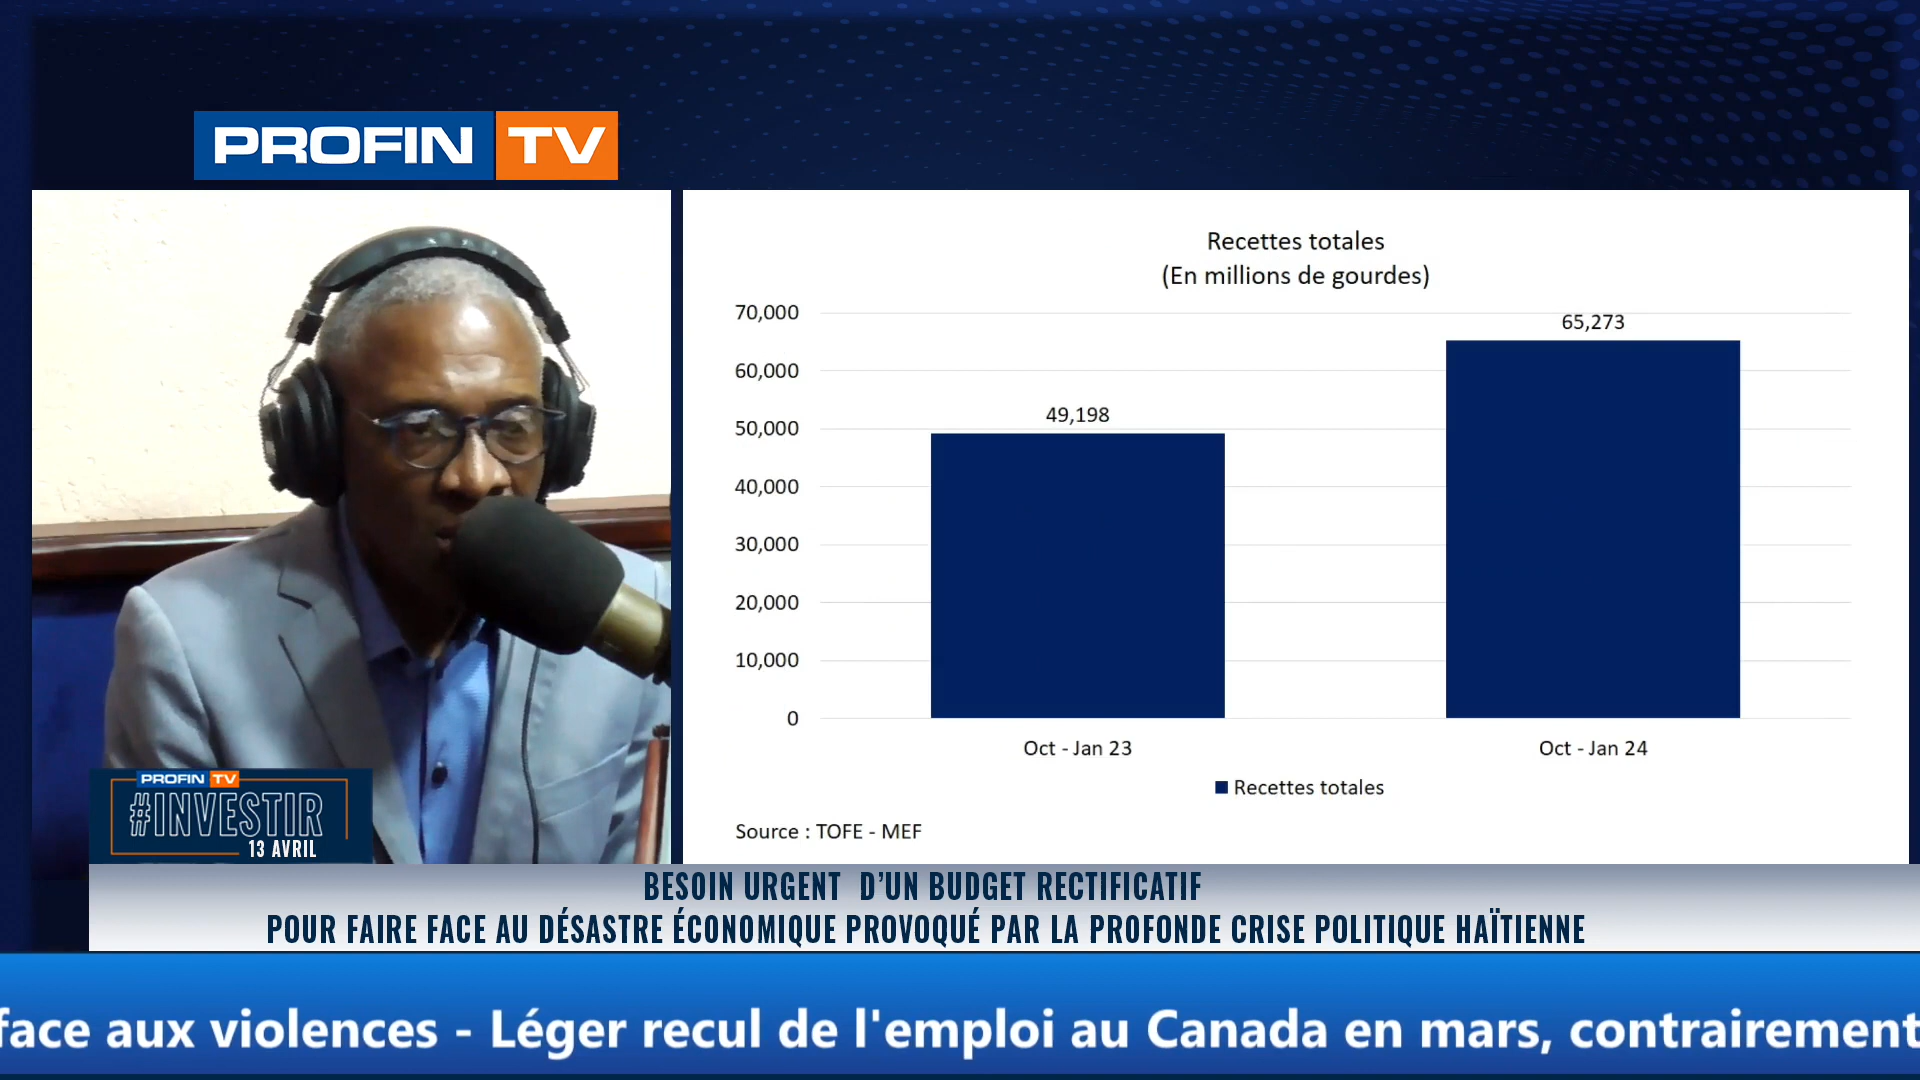 PROFIN TV
Recettes totales
(En millions de gourdes)
70,000
60,000
50,000
40,000
30,000
20,000
10,000
0
49,198
65,273
Oct - Jan 23
Oct - Jan 24
Recettes totales
Source : TOFE - MEF
PROFIN TV
#INVESTIR
13 AVRIL
BESOIN URGENT D’UN BUDGET RECTIFICATIF
POUR FAIRE FACE AU DÉSASTRE ÉCONOMIQUE PROVOQUÉ PAR LA PROFONDE CRISE POLITIQUE HAÏTIENNE
face aux violences - Léger recul de l'emploi au Canada en mars, contrairement